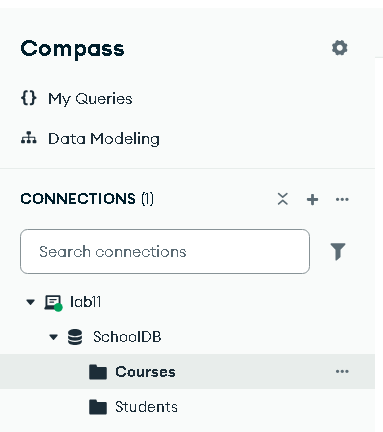 Compass
{} My Queries
Data Modeling
CONNECTIONS (1)
Search connections
lab11
SchoolDB
Courses
Students